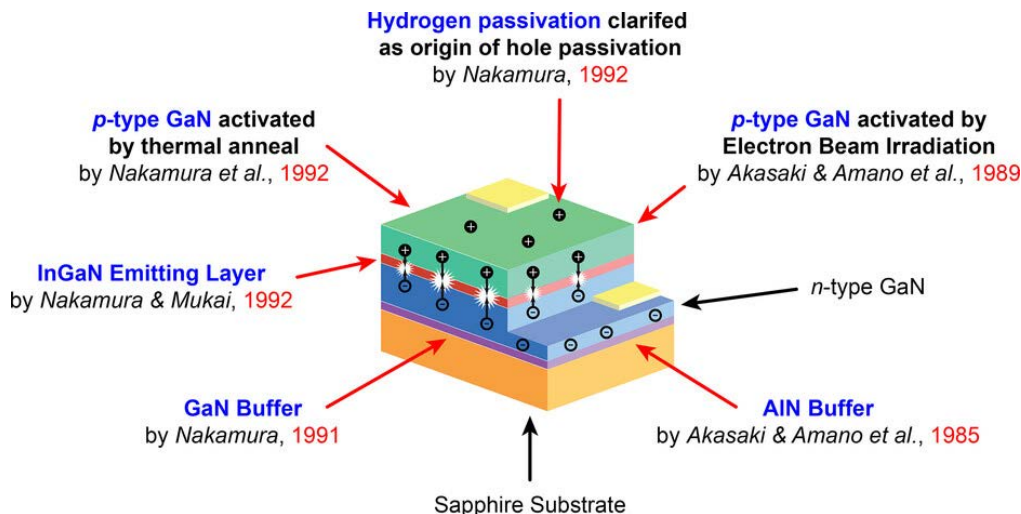 Hydrogen passivation clarifed
as origin of hole passivation
by Nakamura, 1992
p-type GaN activated
by thermal anneal
by Nakamura et al., 1992
p-type GaN activated by
Electron Beam Irradiation
by Akasaki & Amano et al., 1989
InGaN Emitting Layer
by Nakamura & Mukai, 1992
n-type GaN
GaN Buffer
by Nakamura, 1991
AlN Buffer
by Akasaki & Amano et al., 1985
Sapphire Substrate